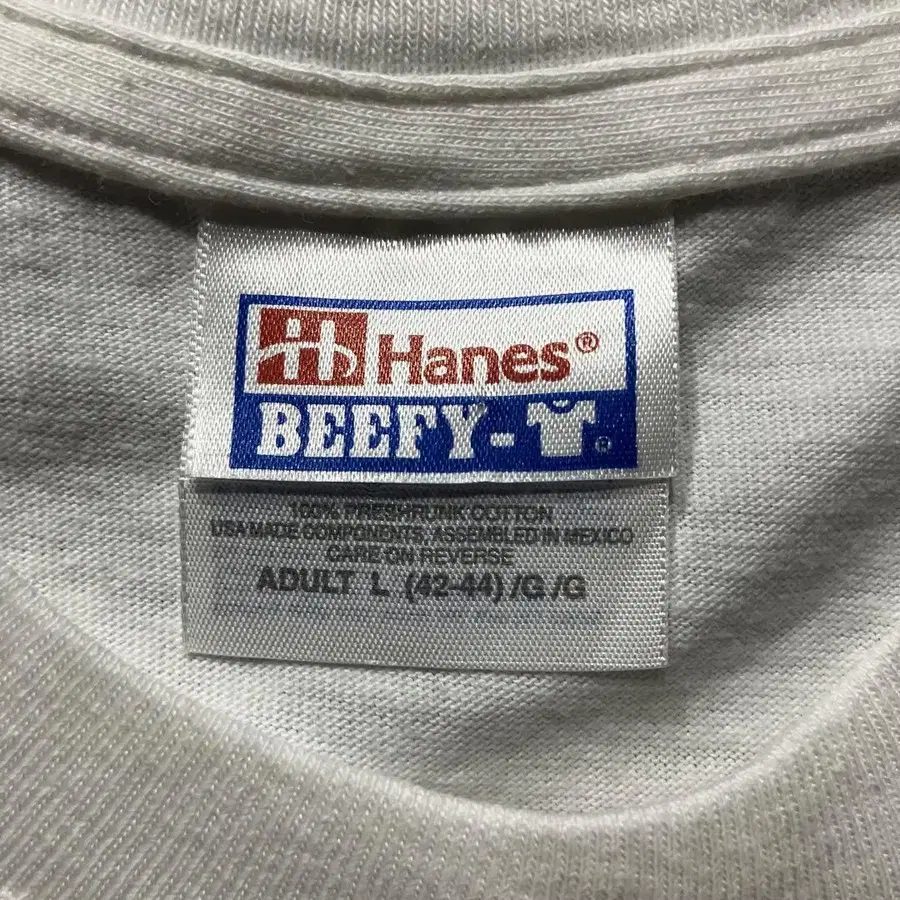 Hanes®
BEEFY-T®
100% PRESHRUNK COTTON
USA MADE COMPONENTS, ASSEMBLED IN MEXICO
CARE ON REVERSE
ADULT L (42-44) /G /G